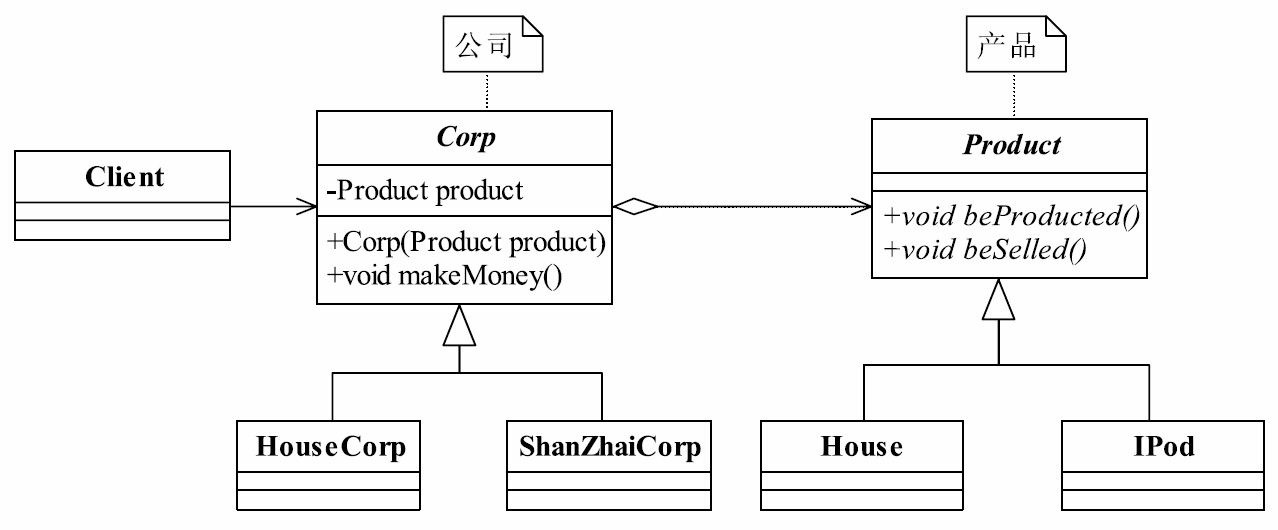 公司
产品
Client
Corp
-Product product
+Corp(Product product)
+void makeMoney()
Product
+void beProducted()
+void beSelled()
HouseCorp
ShanZhaiCorp
House
IPod